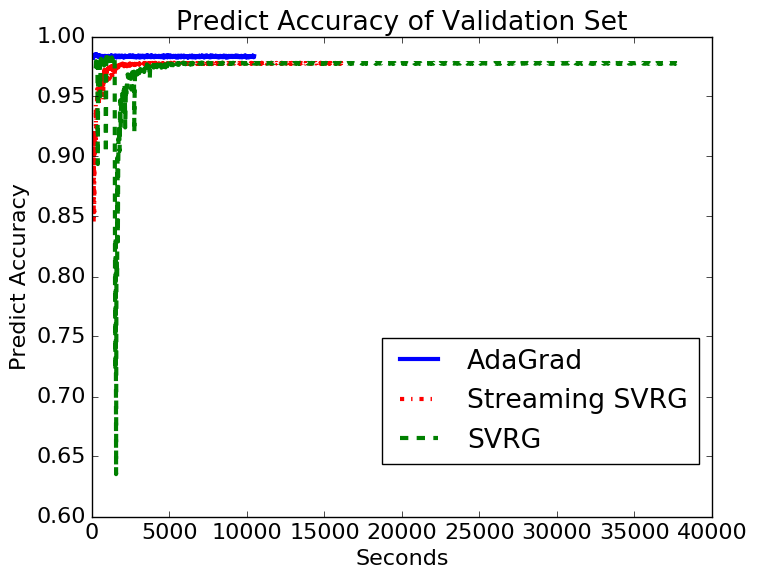 Predict Accuracy of Validation Set
1.00
0.95
0.90
0.85
0.80
0.75
0.70
0.65
0.60
Predict Accuracy
AdaGrad
Streaming SVRG
SVRG
0 5000 10000 15000 20000 25000 30000 35000 40000
Seconds